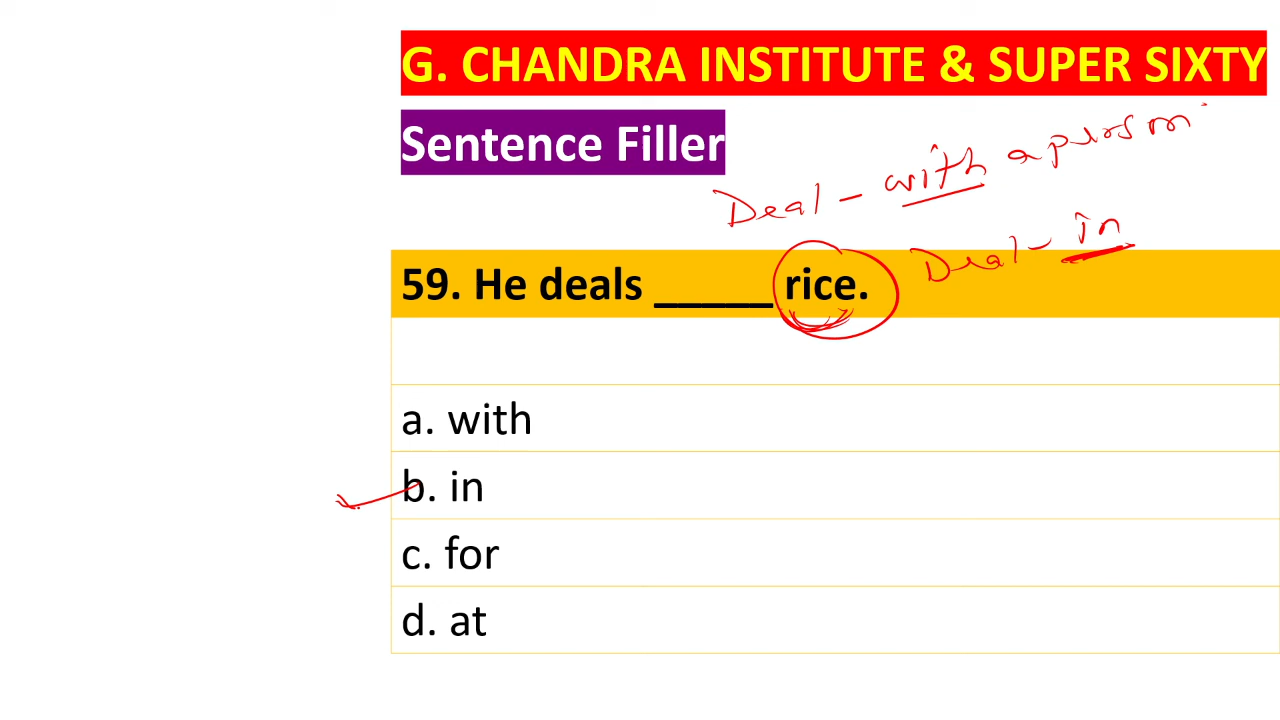 G. CHANDRA INSTITUTE & SUPER SIXTY
Sentence Filler
Deal - with a person
Deal - in
59. He deals _____ rice.
a. with
b. in
c. for
d. at